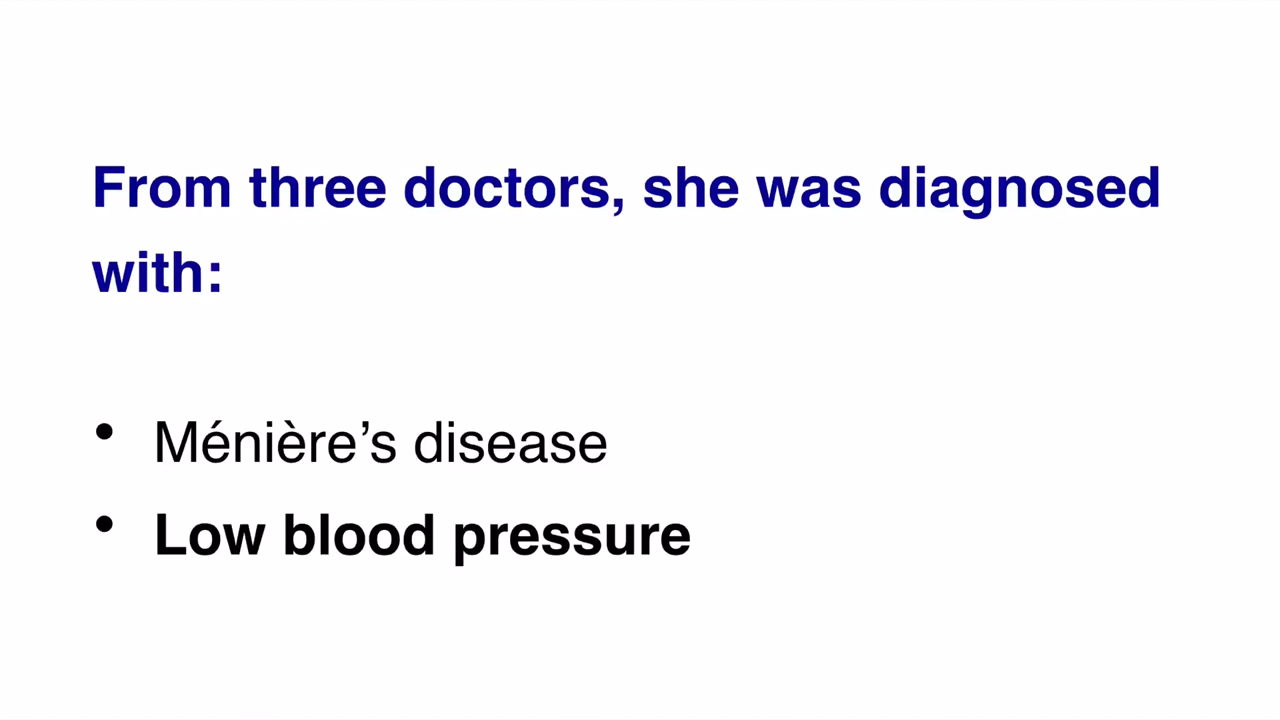 From three doctors, she was diagnosed
with:
• Ménière’s disease
• Low blood pressure